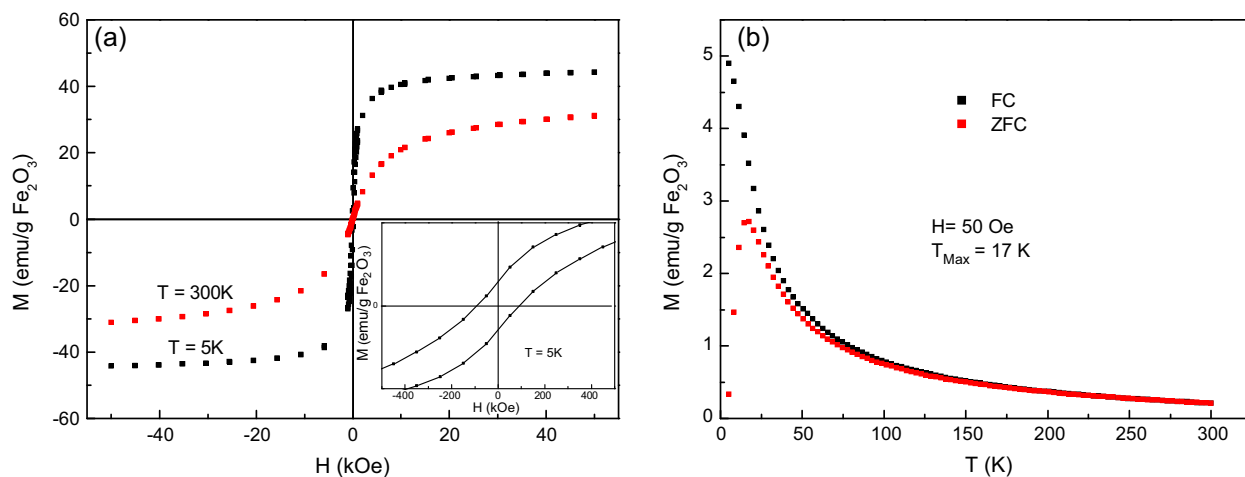 (a)
60
40
20
0
-20
-40
-60
M (emu/g Fe₂O₃)
-40
-20
0
20
40
H (kOe)
T = 300K
T = 5K
M (emu/g Fe₂O₃)
0
T = 5K
-400
-200
0
200
400
H (kOe)
(b)
5
4
3
2
1
0
M (emu/g Fe₂O₃)
FC
ZFC
H= 50 Oe
T_Max = 17 K
0
50
100
150
200
250
300
T (K)